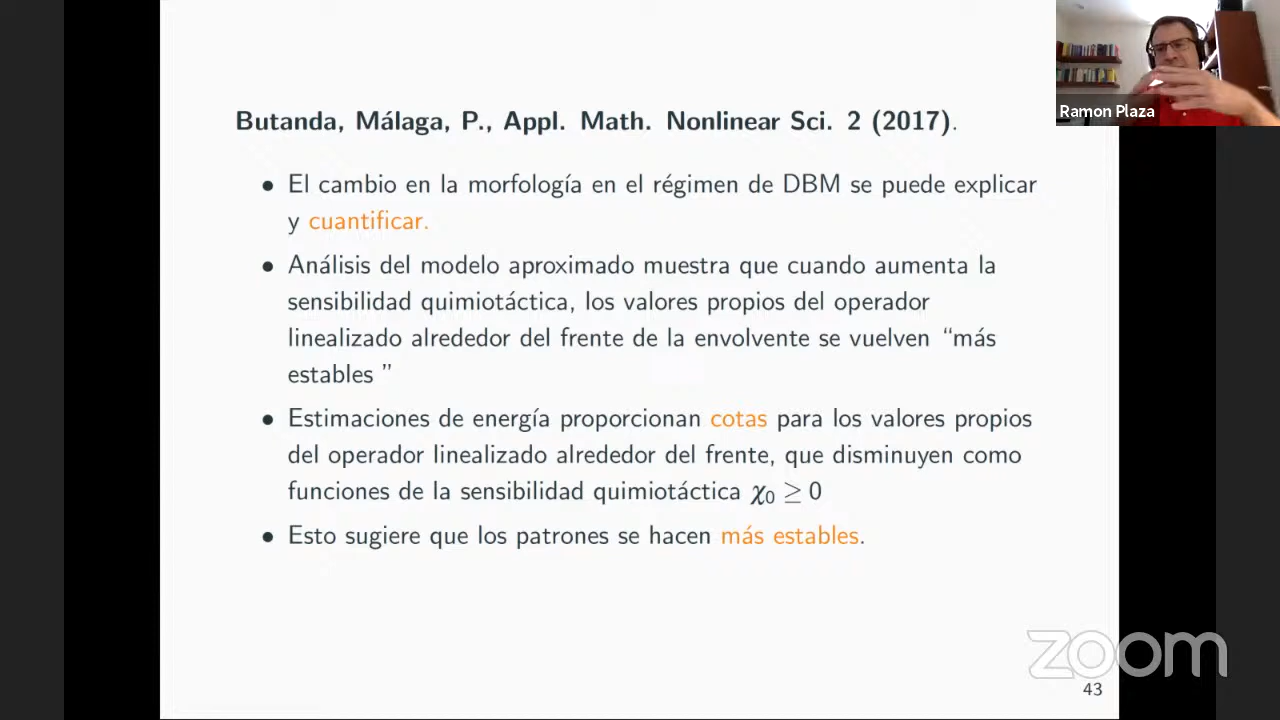 Ramon Plaza
Butanda, Málaga, P., Appl. Math. Nonlinear Sci. 2 (2017).
• El cambio en la morfología en el régimen de DBM se puede explicar
y cuantificar.
• Análisis del modelo aproximado muestra que cuando aumenta la
sensibilidad quimiotáctica, los valores propios del operador
linealizado alrededor del frente de la envolvente se vuelven “más
estables ”
• Estimaciones de energía proporcionan cotas para los valores propios
del operador linealizado alrededor del frente, que disminuyen como
funciones de la sensibilidad quimiotáctica χ₀ ≥ 0
• Esto sugiere que los patrones se hacen más estables.
zoom
43